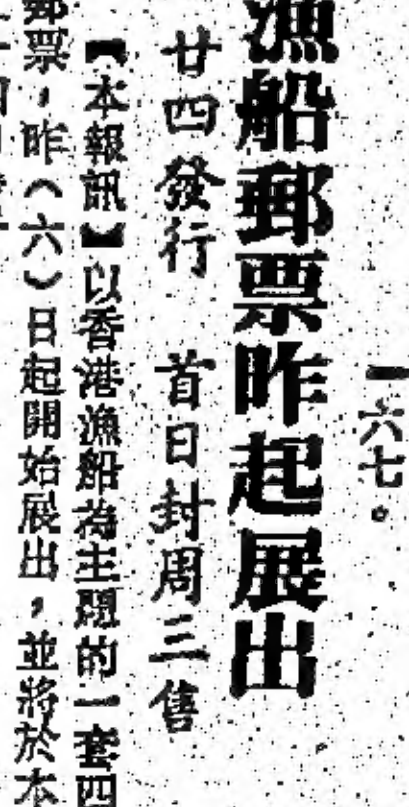 一六七。
漁船郵票昨起展出
廿四發行 首日封周三售
【本報訊】以香港漁船為主題的一套四
郵票，昨（六）日起開始展出，並將於本